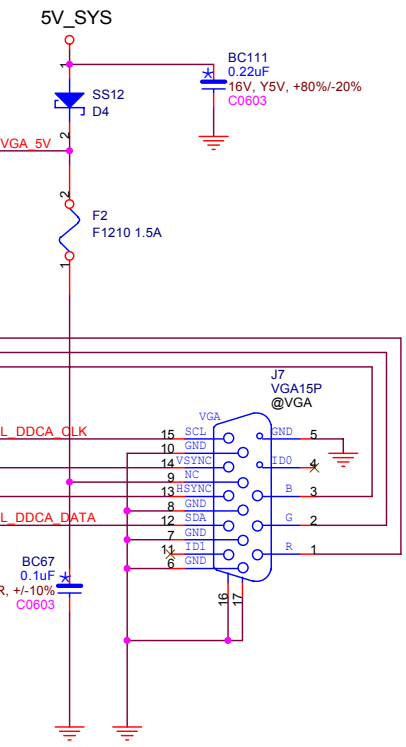 5V_SYS
1
BC111
0.22uF
16V, Y5V, +80%/-20%
C0603
SS12
D4
2
VGA_5V
2
F2
F1210 1.5A
1
J7
VGA15P
@VGA
VGA
L_DDCA_CLK 15 SCL GND 5
10 GND
14 VSYNC ID0 4
9 NC
13 HSYNC B 3
8 GND
L_DDCA_DATA 12 SDA G 2
7 GND
11 ID1 R 1
6 GND
BC67
0.1uF
R, +/-10%
C0603
16 17